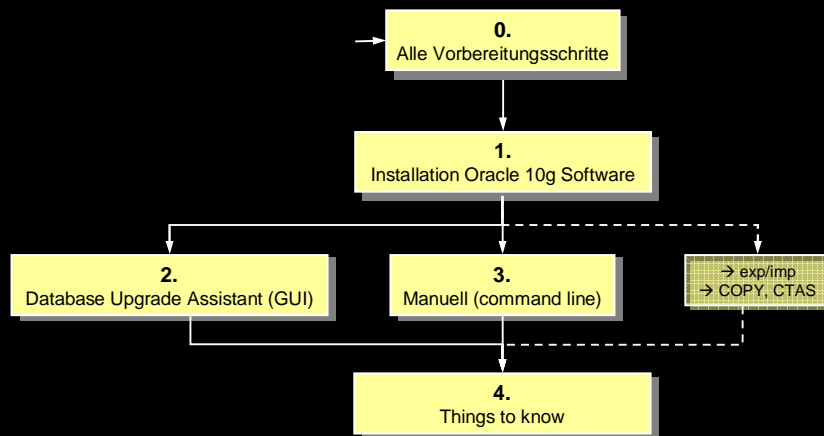 0.
Alle Vorbereitungsschritte
1.
Installation Oracle 10g Software
2.
Database Upgrade Assistant (GUI)
3.
Manuell (command line)
→ exp/imp
→ COPY, CTAS
4.
Things to know